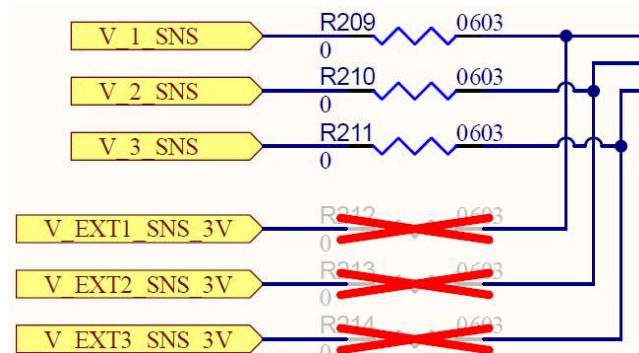 R209 0603
V_1_SNS
0
R210 0603
V_2_SNS
0
R211 0603
V_3_SNS
0
R212 0603
V_EXT1_SNS_3V
0
R213 0603
V_EXT2_SNS_3V
0
R214 0603
V_EXT3_SNS_3V
0